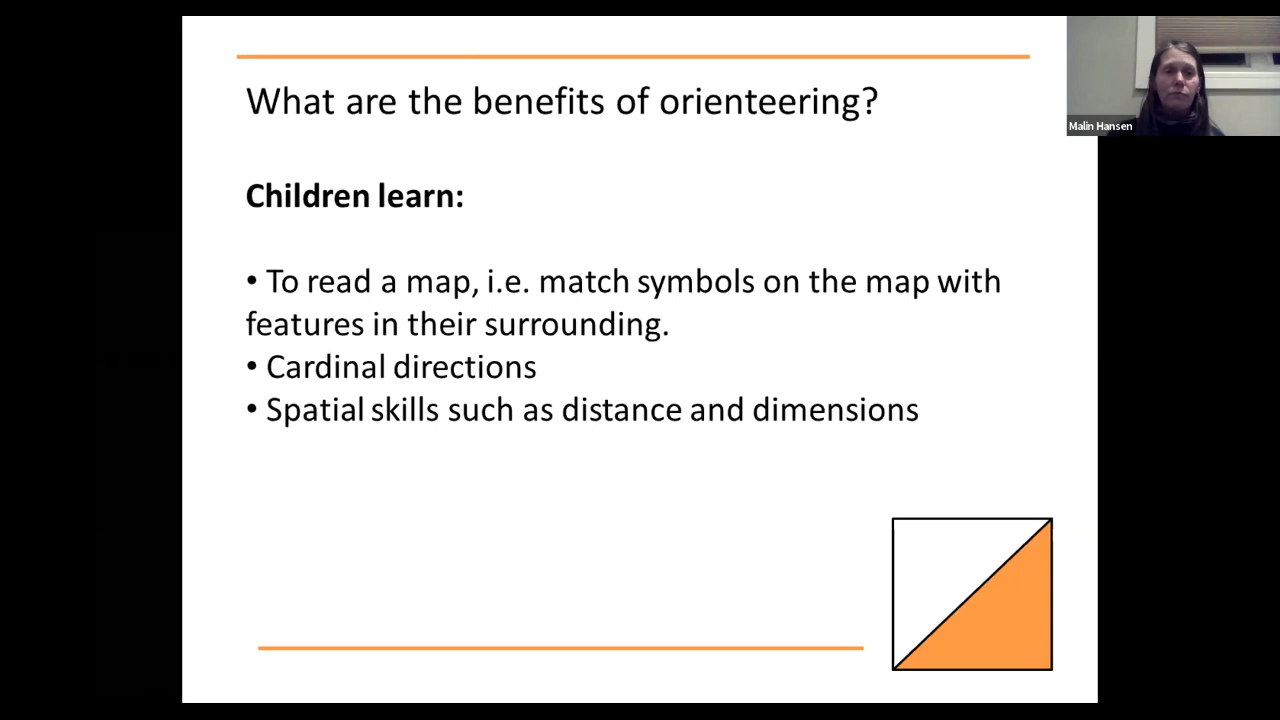 What are the benefits of orienteering?
Malin Hansen
Children learn:
• To read a map, i.e. match symbols on the map with
features in their surrounding.
• Cardinal directions
• Spatial skills such as distance and dimensions